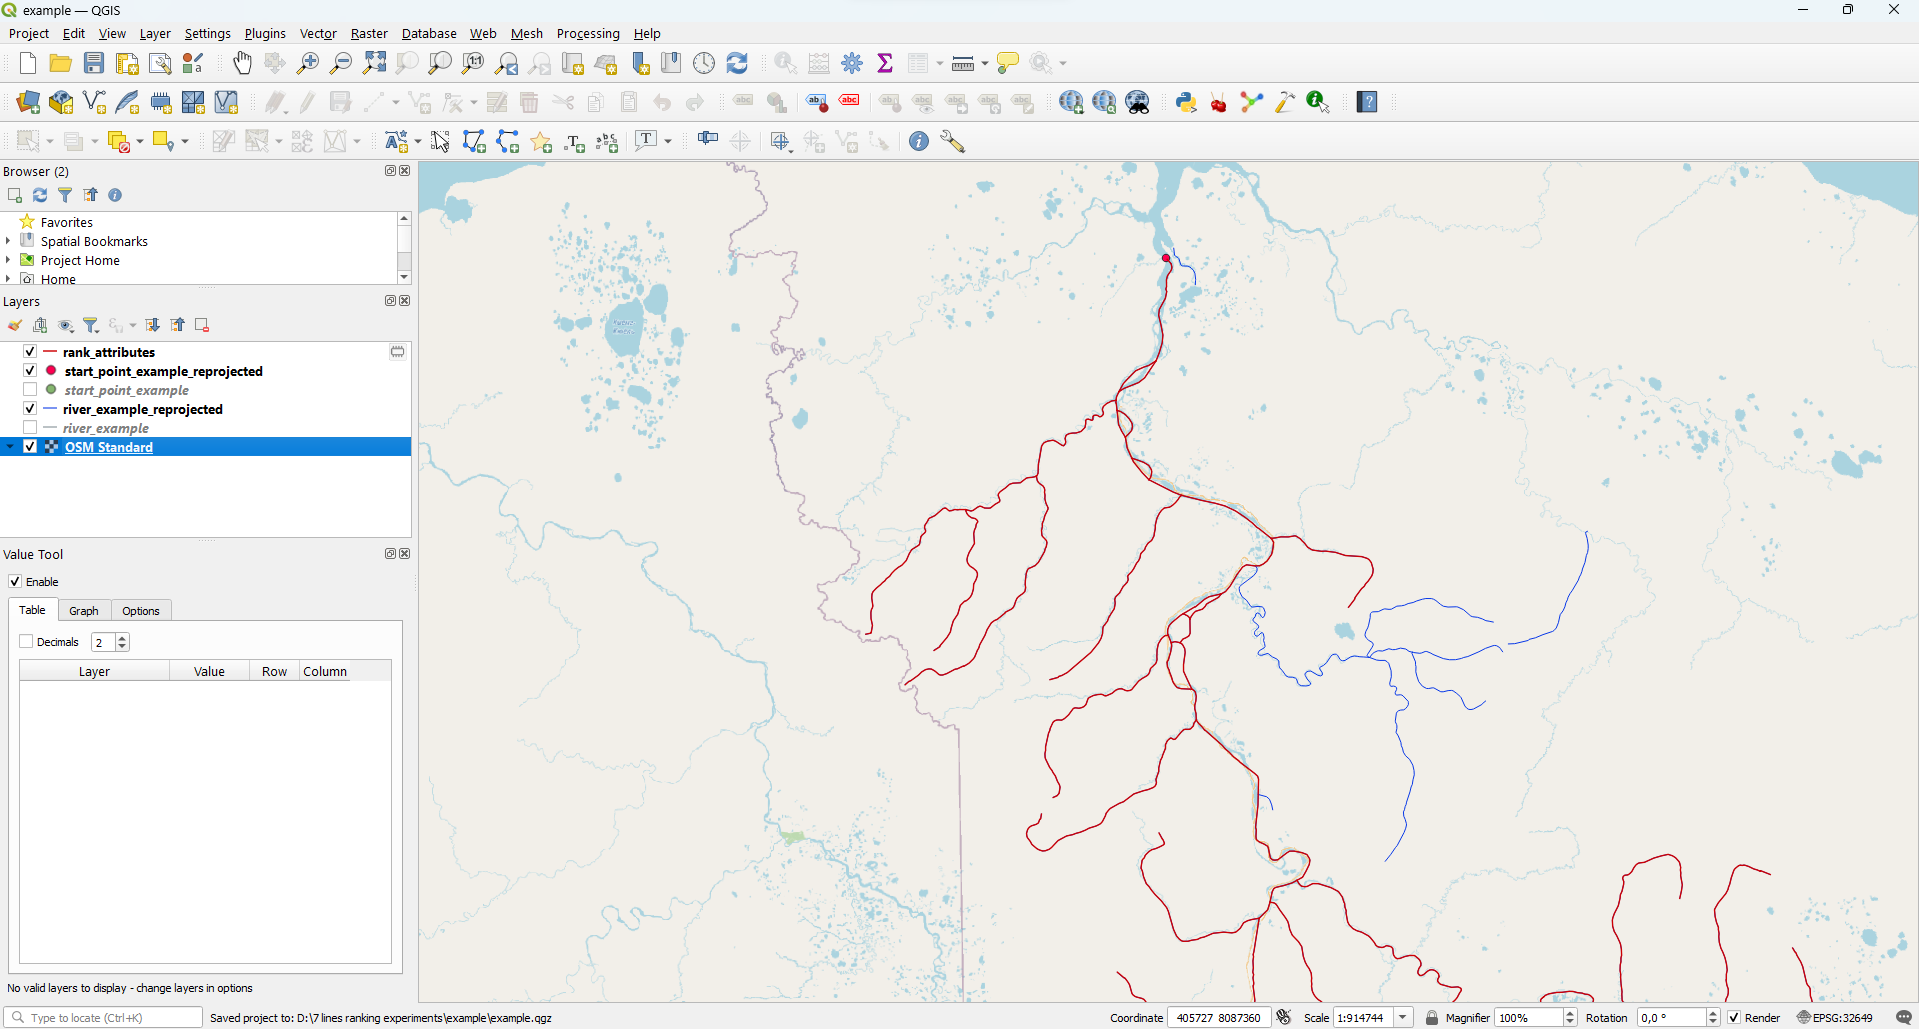 example — QGIS
Project Edit View Layer Settings Plugins Vector Raster Database Web Mesh Processing Help
Browser (2)
Favorites
Spatial Bookmarks
Project Home
Home
Layers
rank_attributes
start_point_example_reprojected
start_point_example
river_example_reprojected
river_example
OSM Standard
Value Tool
Enable
Table Graph Options
Decimals 2
Layer Value Row Column
No valid layers to display - change layers in options
Type to locate (Ctrl+K) Saved project to: D:\7 lines ranking experiments\example\example.qgz Coordinate 405727 8087360 Scale 1:914744 Magnifier 100% Rotation 0,0 ° Render EPSG:32649